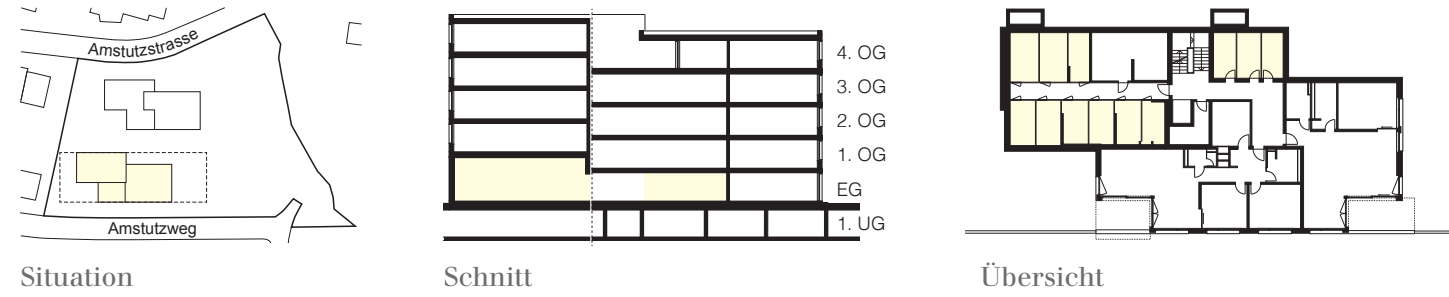 Amstutzstrasse
Amstutzweg
Situation
4. OG
3. OG
2. OG
1. OG
EG
1. UG
Schnitt
Übersicht